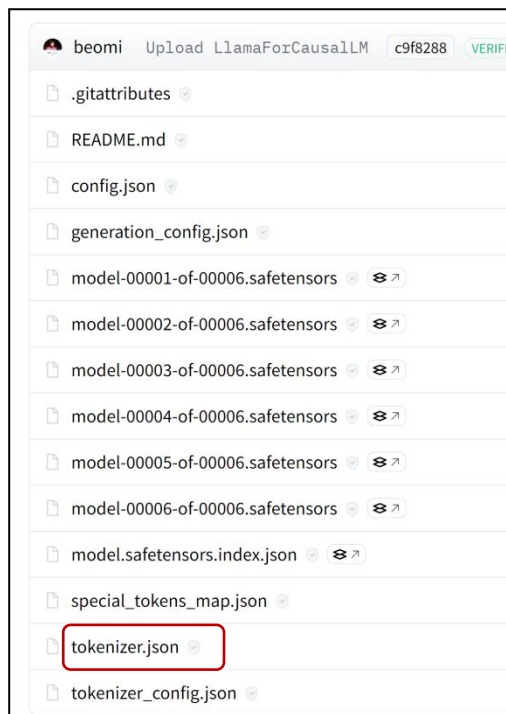 beomi Upload LlamaForCausalLM c9f8288 VERIFI
.gitattributes
README.md
config.json
generation_config.json
model-00001-of-00006.safetensors
model-00002-of-00006.safetensors
model-00003-of-00006.safetensors
model-00004-of-00006.safetensors
model-00005-of-00006.safetensors
model-00006-of-00006.safetensors
model.safetensors.index.json
special_tokens_map.json
tokenizer.json
tokenizer_config.json